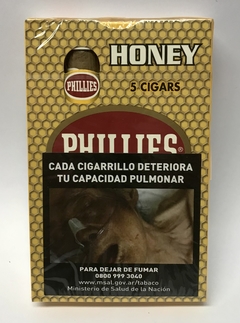 HONEY
PHILLIES
5 CIGARS
PHILLIES®
CADA CIGARRILLO DETERIORA
TU CAPACIDAD PULMONAR
PARA DEJAR DE FUMAR
0800 999 3040
www.msal.gov.ar/tabaco
Ministerio de Salud de la Nación